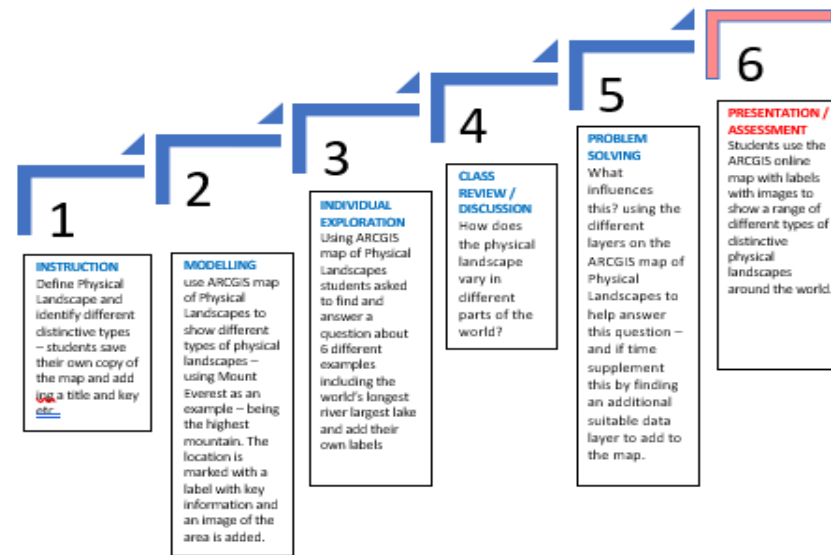 1
INSTRUCTION
Define Physical
Landscape and
identify different
distinctive types
– students save
their own copy of
the map and add
ing a title and key
etc.
2
MODELLING
use ARCGIS map
of Physical
Landscapes to
show different
types of physical
landscapes –
using Mount
Everest as an
example – being
the highest
mountain. The
location is
marked with a
label with key
information and
an image of the
area is added.
3
INDIVIDUAL
EXPLORATION
Using ARCGIS
map of Physical
Landscapes
students asked
to find and
answer a
question about
6 different
examples
including the
world's longest
river largest lake
and add their
own labels
4
CLASS
REVIEW /
DISCUSSION
How does
the physical
landscape
vary in
different
parts of the
world?
5
PROBLEM
SOLVING
What
influences
this? using the
different
layers on the
ARCGIS map of
Physical
Landscapes to
help answer
this question –
and if time
supplement
this by finding
an additional
suitable data
layer to add to
the map.
6
PRESENTATION /
ASSESSMENT
Students use the
ARCGIS online
map with labels
with images to
show a range of
different types of
distinctive
physical
landscapes
around the world.